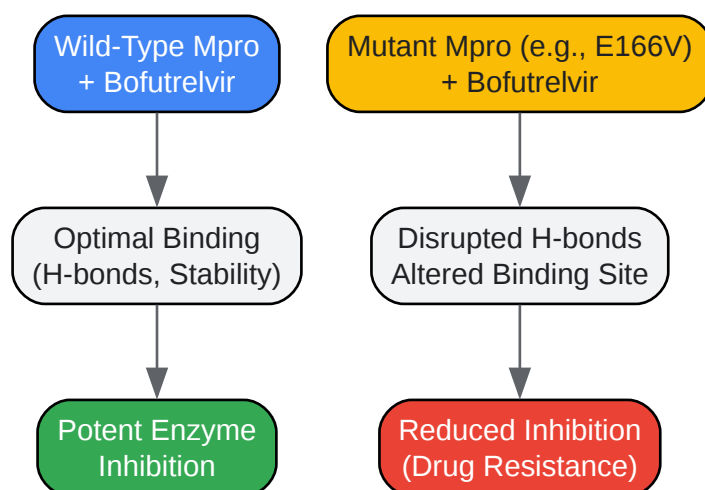 Wild-Type Mpro
+ Bofutrelvir
Mutant Mpro (e.g., E166V)
+ Bofutrelvir
Optimal Binding
(H-bonds, Stability)
Disrupted H-bonds
Altered Binding Site
Potent Enzyme
Inhibition
Reduced Inhibition
(Drug Resistance)